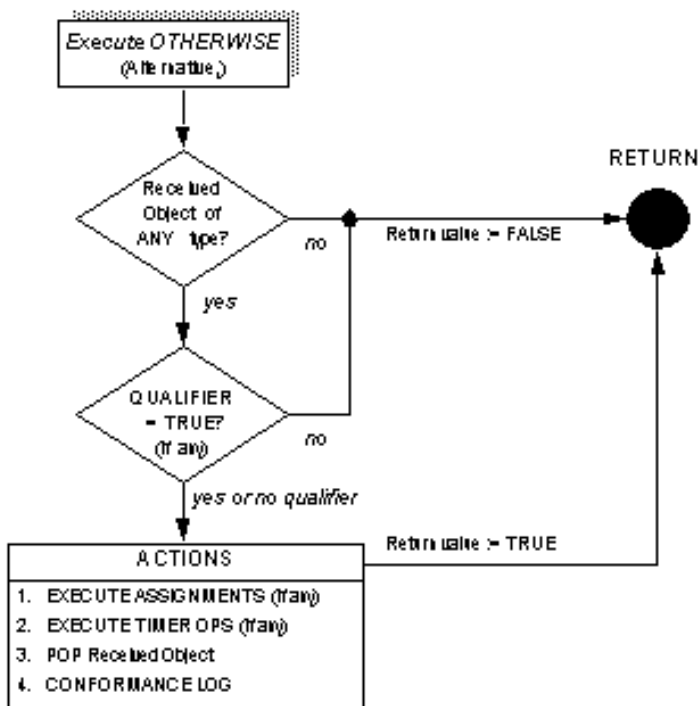 Execute OTHERWISE
(Alternative_i)
RETURN
Received
Object of
ANY type?
no
Return value := FALSE
yes
QUALIFIER
= TRUE?
(if any)
no
yes or no qualifier
Return value := TRUE
ACTIONS
1. EXECUTE ASSIGNMENTS (if any)
2. EXECUTE TIMER OPS (if any)
3. POP Received Object
4. CONFORMANCE LOG